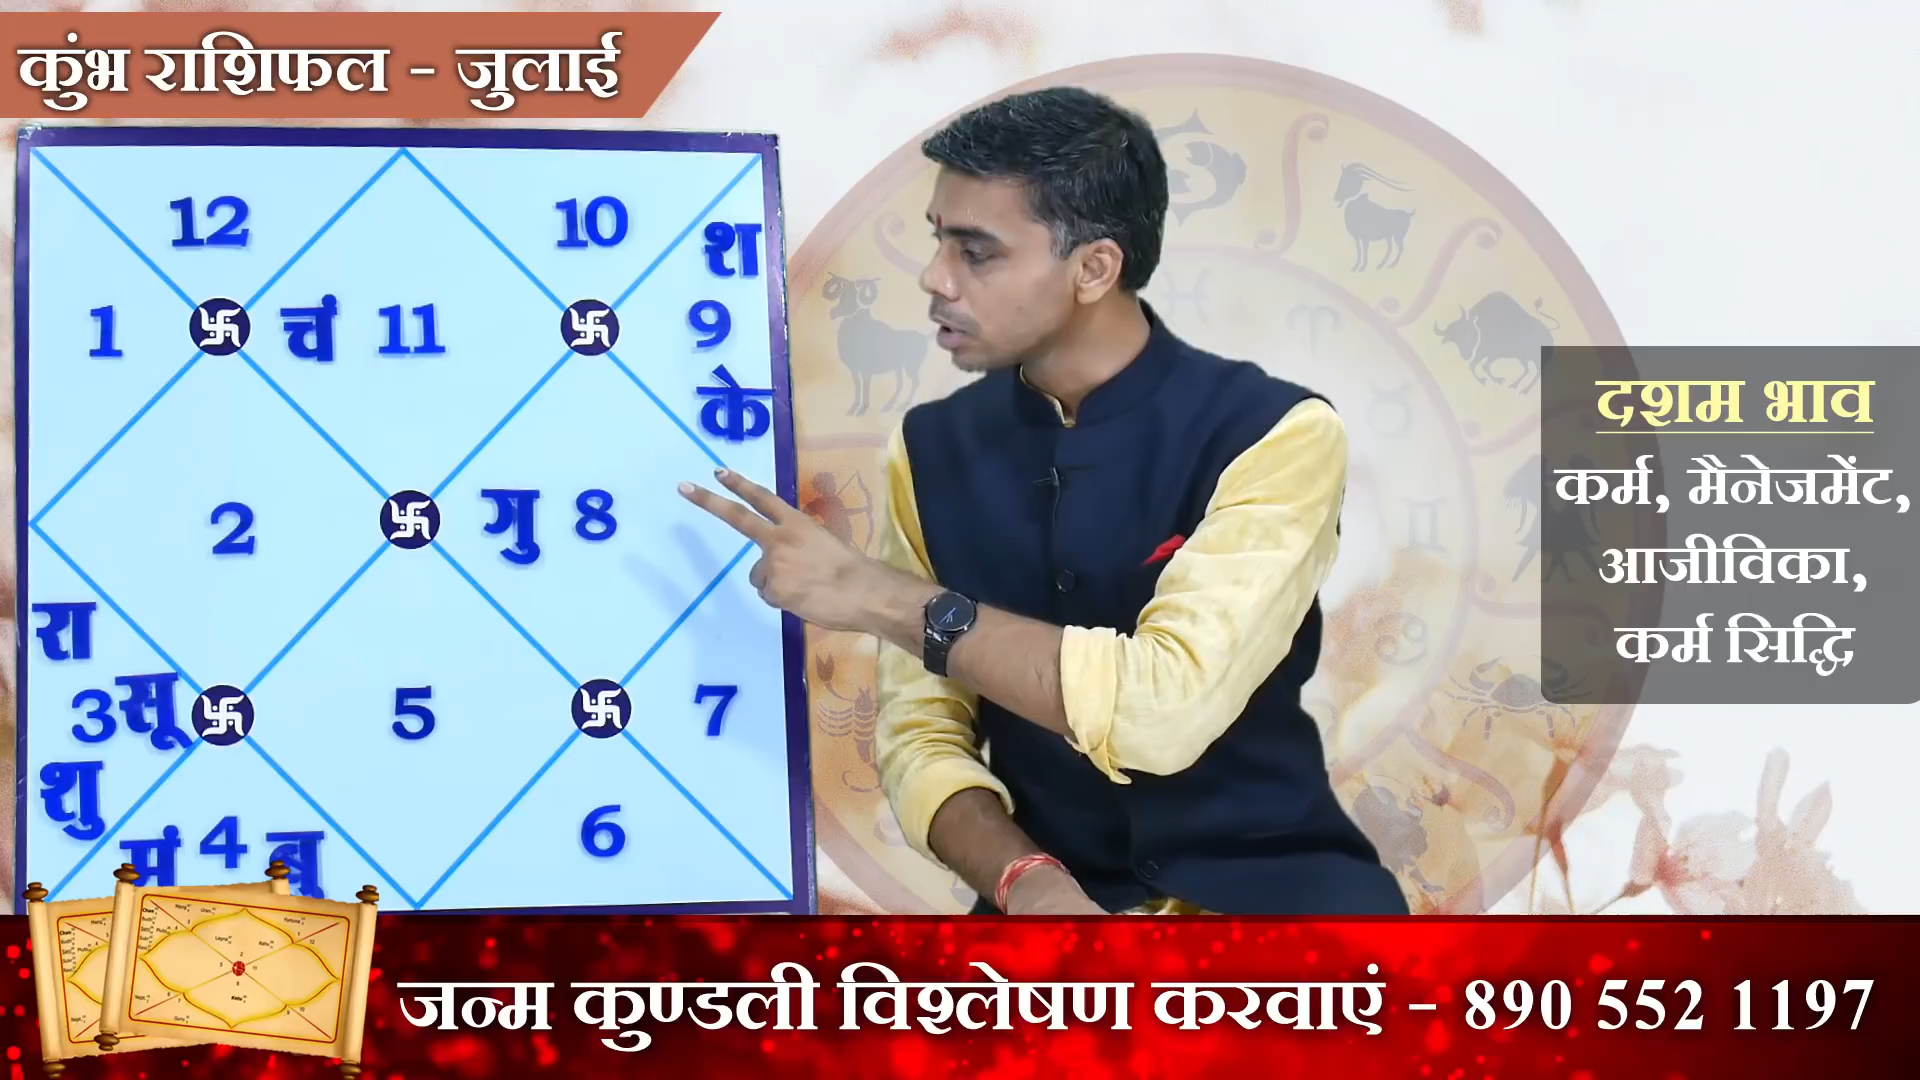 कुंभ राशिफल - जुलाई
12
10
श
1
चं 11
9
के
2
गु 8
रा
3 सू
5
7
शु
मं 4 बु
6
दशम भाव
कर्म, मैनेजमेंट,
आजीविका,
कर्म सिद्धि
जन्म कुण्डली विश्लेषण करवाएं - 890 552 1197